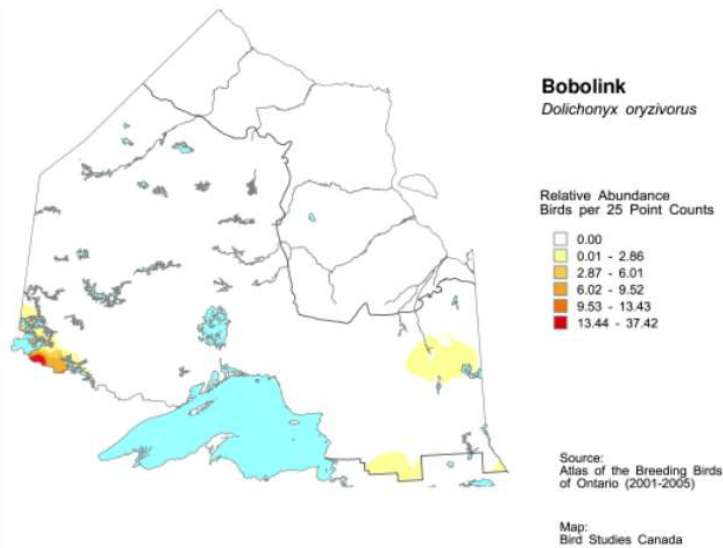 Bobolink
Dolichonyx oryzivorus
Relative Abundance
Birds per 25 Point Counts
0.00
0.01 - 2.86
2.87 - 6.01
6.02 - 9.52
9.53 - 13.43
13.44 - 37.42
Source:
Atlas of the Breeding Birds
of Ontario (2001-2005)
Map:
Bird Studies Canada